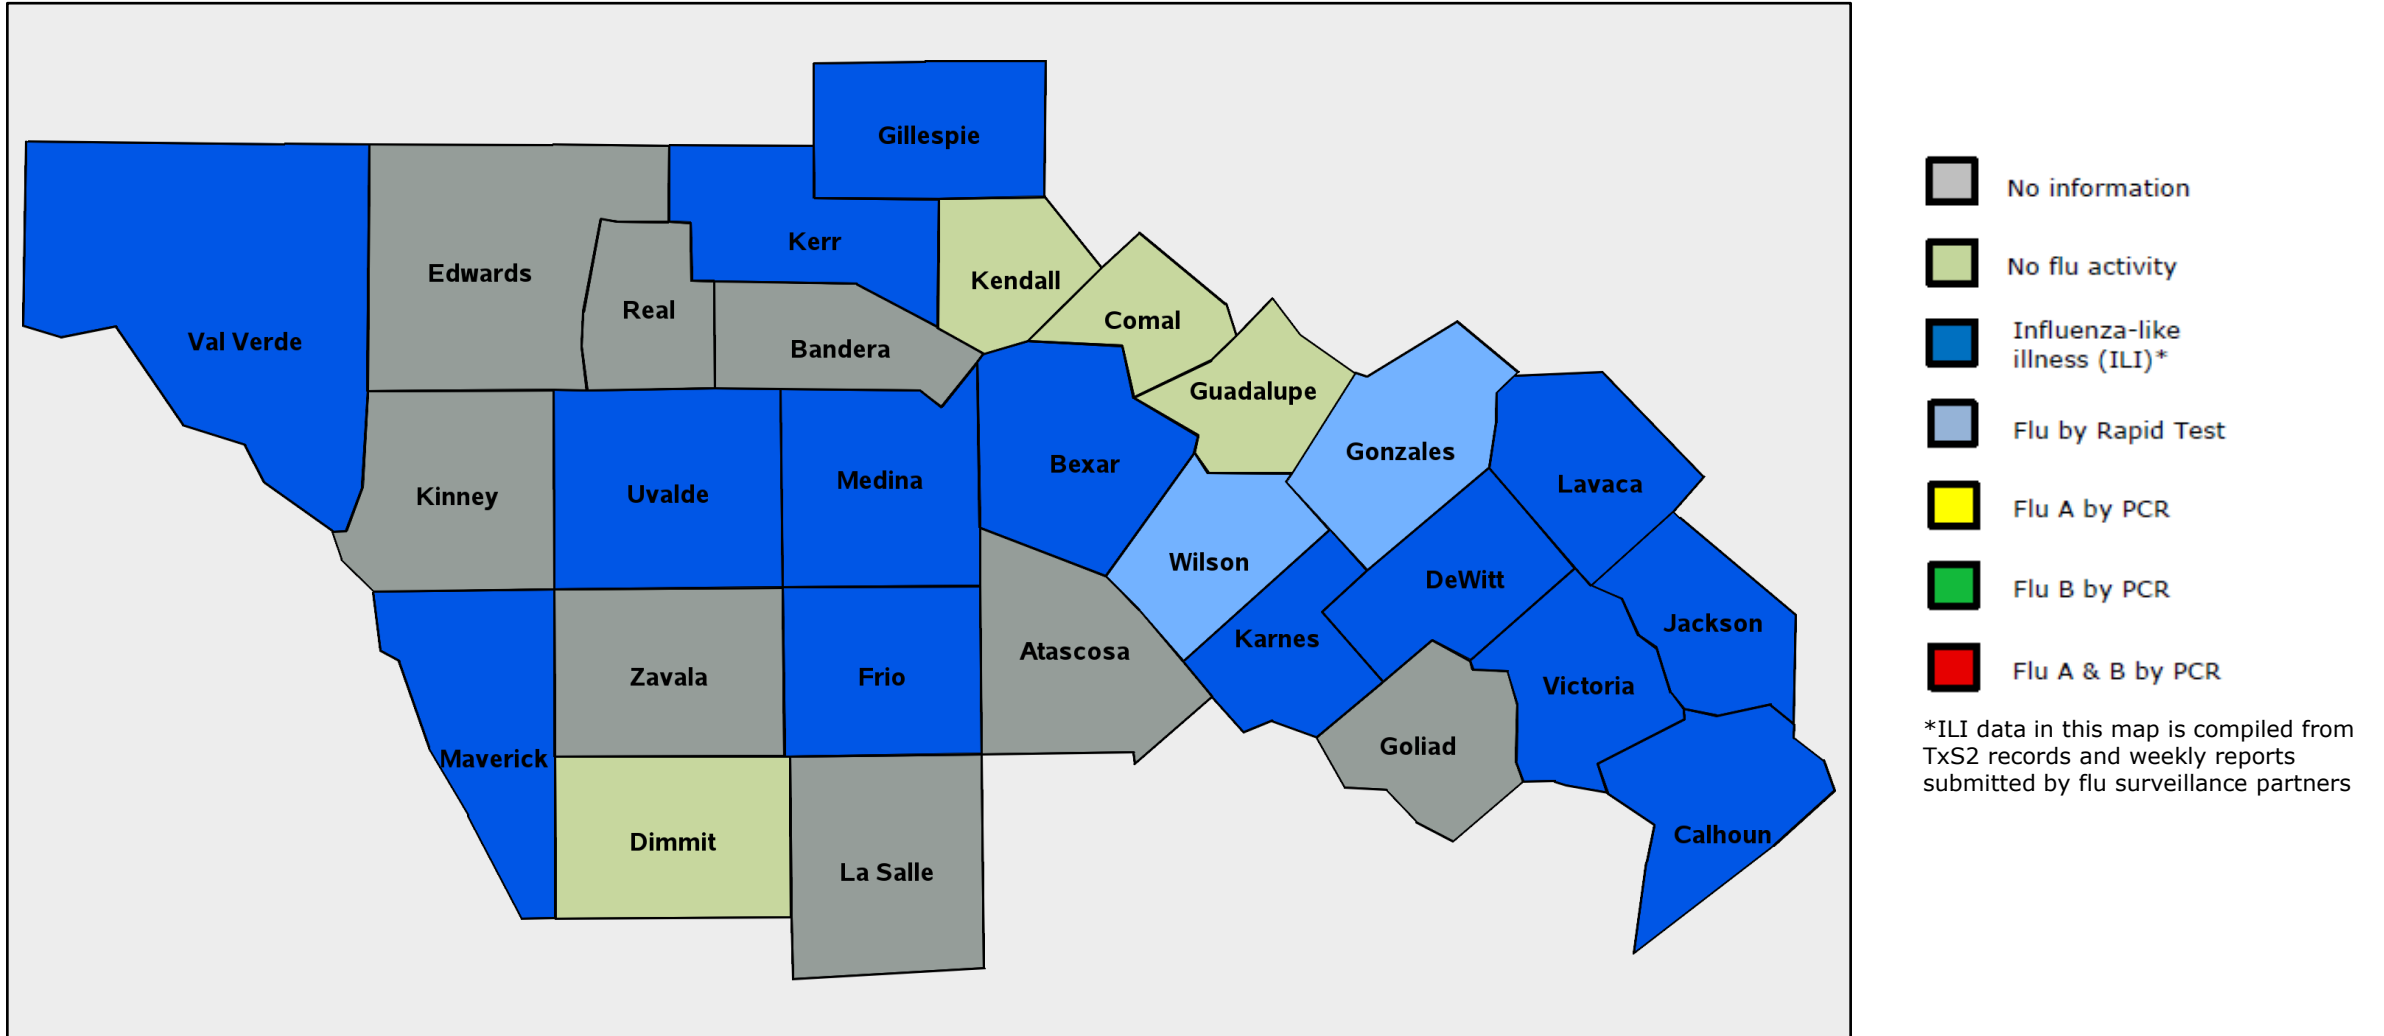 Gillespie
Kerr
Edwards
Kendall
Real
Comal
Val Verde
Bandera
Guadalupe
Gonzales
Bexar
Medina
Lavaca
Uvalde
Kinney
Wilson
DeWitt
Jackson
Karnes
Atascosa
Zavala
Frio
Victoria
Goliad
Maverick
Calhoun
Dimmit
La Salle
No information
No flu activity
Influenza-like
illness (ILI)*
Flu by Rapid Test
Flu A by PCR
Flu B by PCR
Flu A & B by PCR
*ILI data in this map is compiled from
TxS2 records and weekly reports
submitted by flu surveillance partners